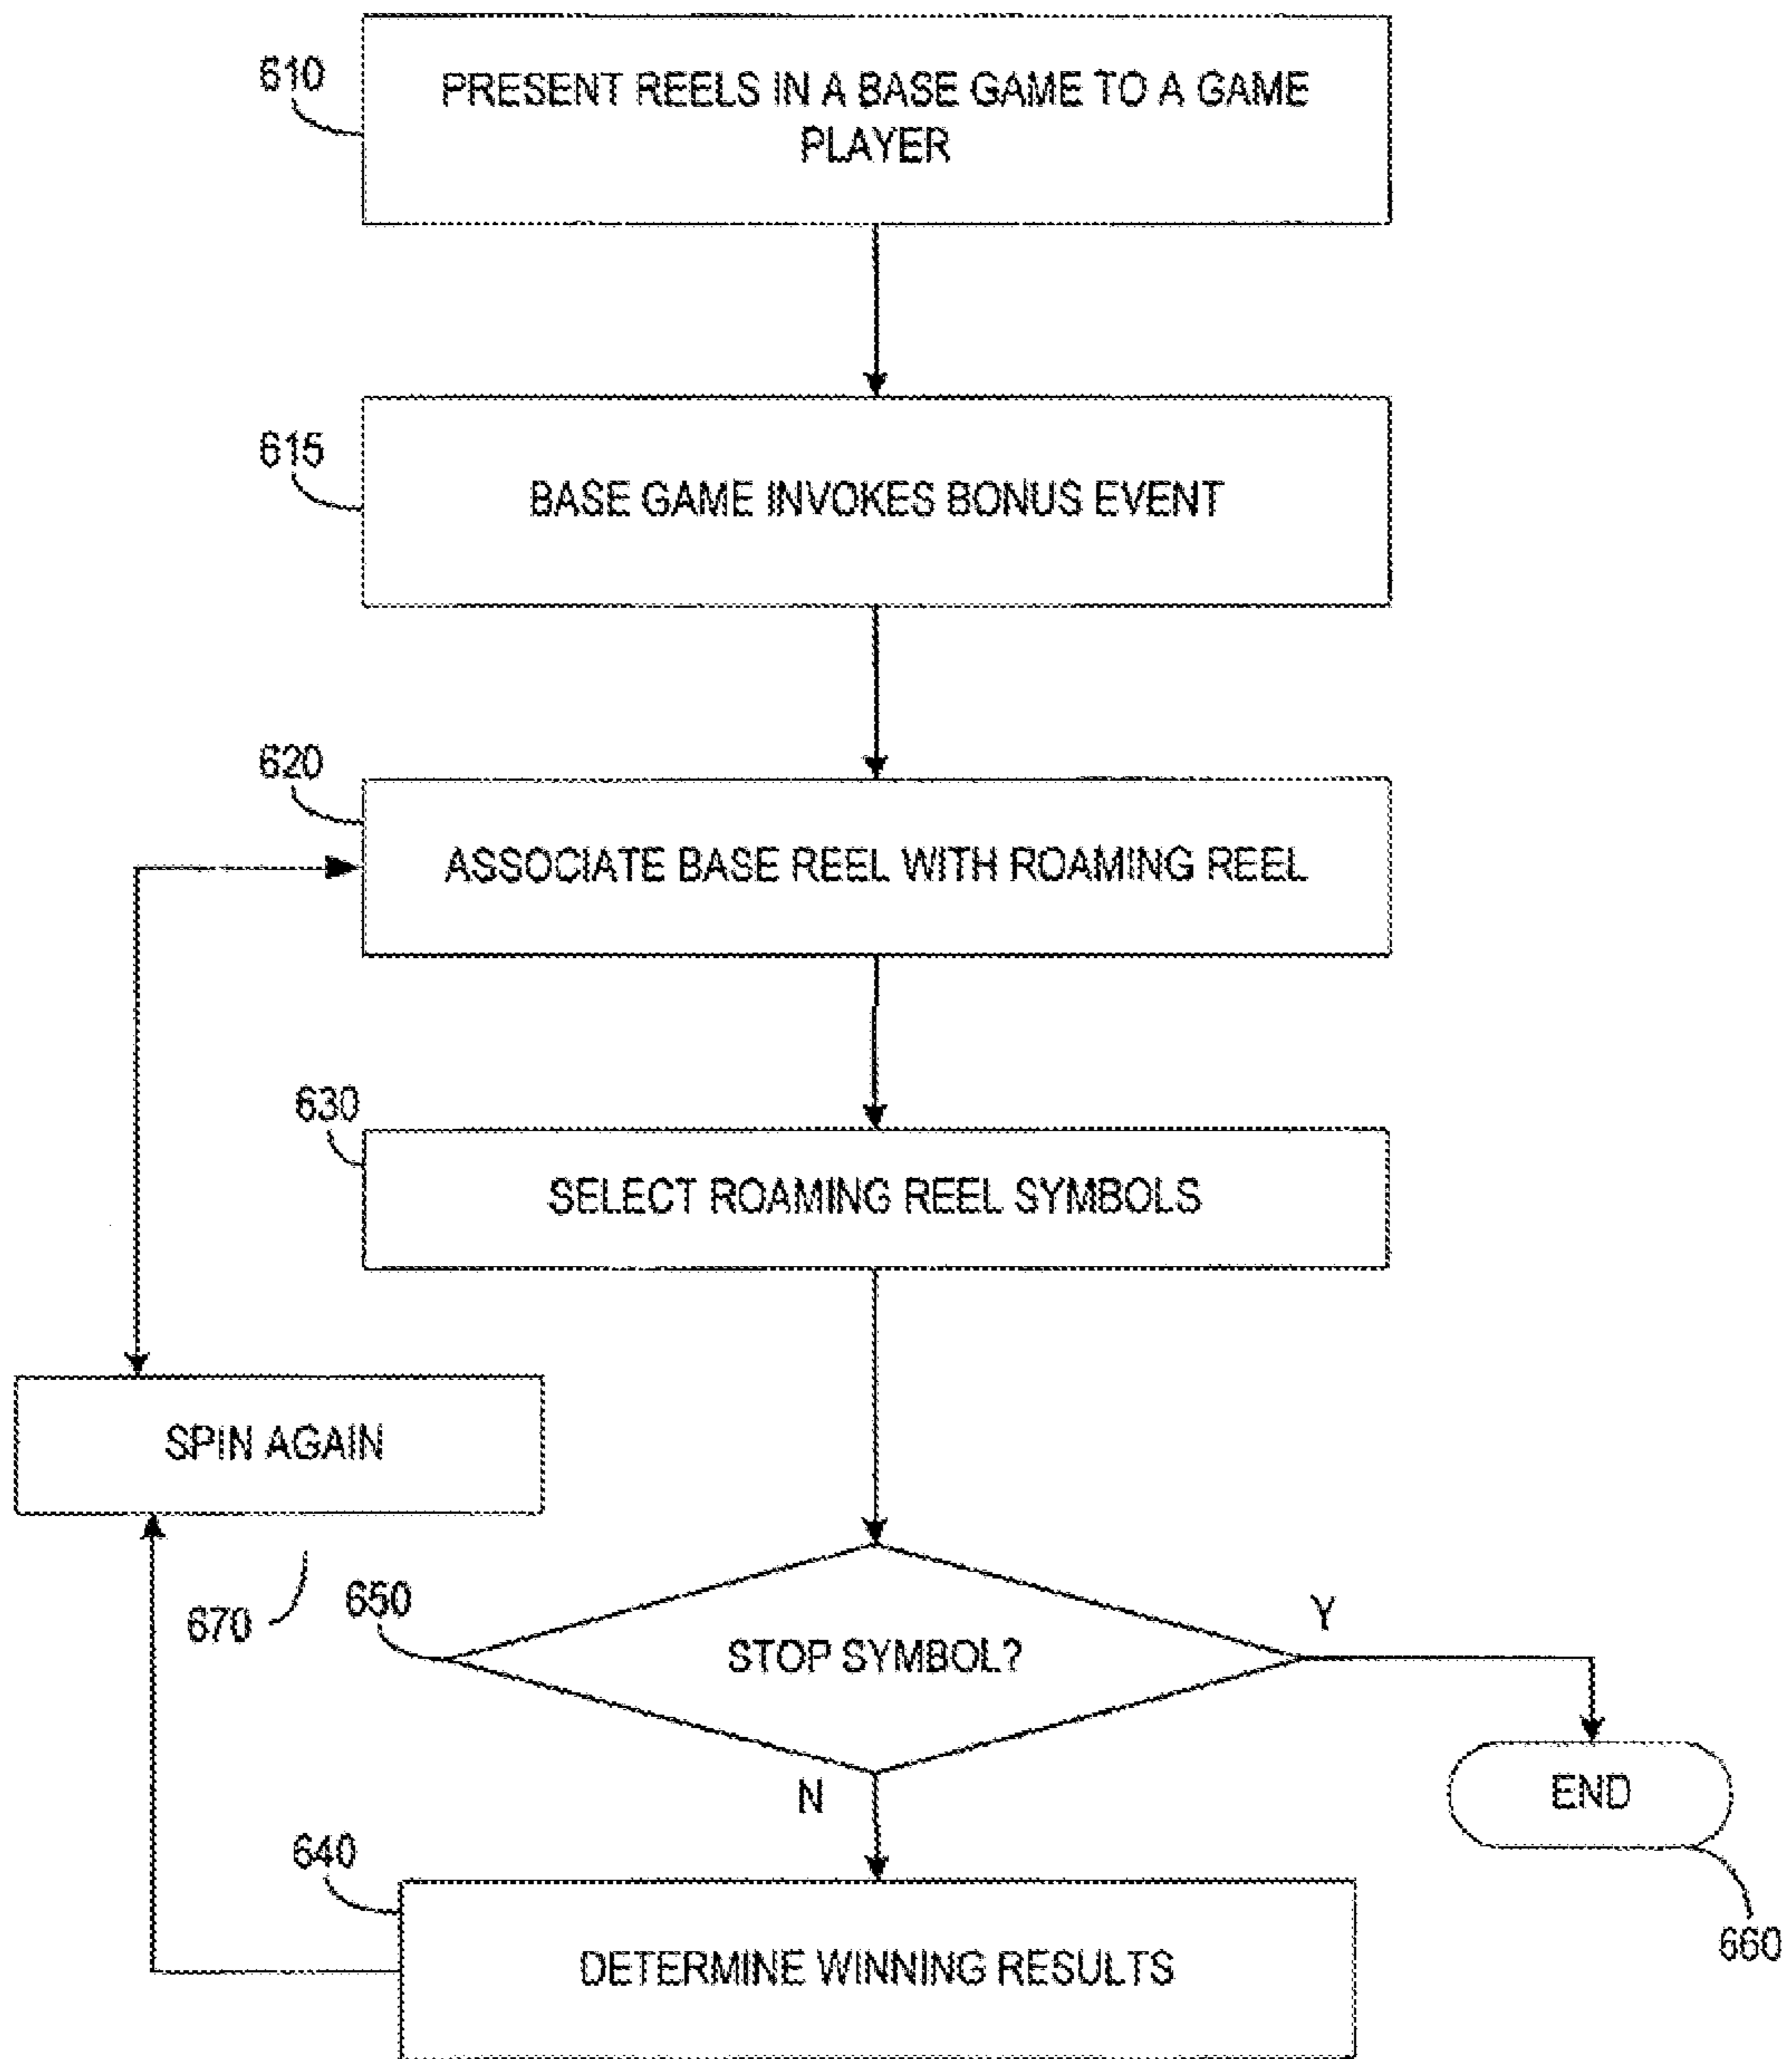 610
PRESENT REELS IN A BASE GAME TO A GAME
PLAYER
615
BASE GAME INVOKES BONUS EVENT
620
ASSOCIATE BASE REEL WITH ROAMING REEL
630
SELECT ROAMING REEL SYMBOLS
SPIN AGAIN
670
650
STOP SYMBOL?
Y
N
END
660
640
DETERMINE WINNING RESULTS